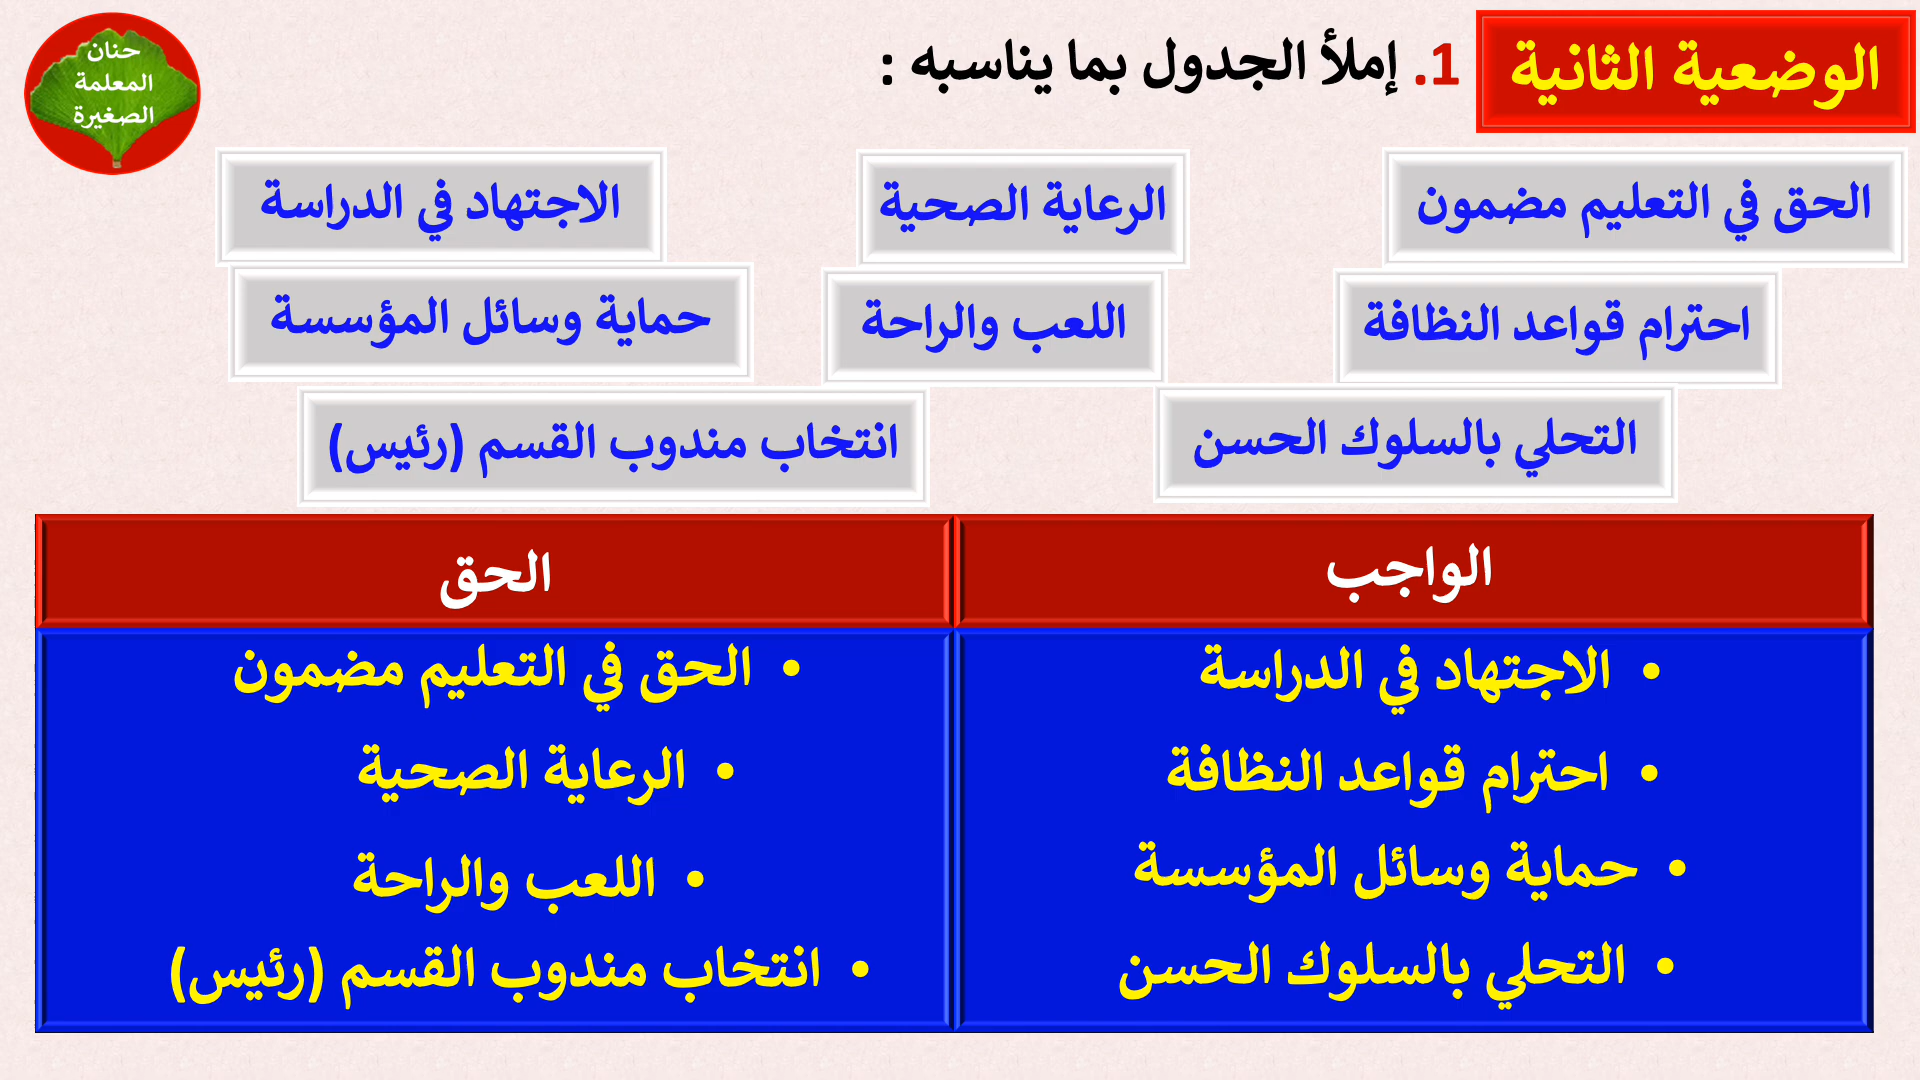 الوضعية الثانية
1. إملأ الجدول بما يناسبه :
حنان
المعلمة
الصغيرة
الحق في التعليم مضمون
الرعاية الصحية
الاجتهاد في الدراسة
احترام قواعد النظافة
اللعب والراحة
حماية وسائل المؤسسة
التحلي بالسلوك الحسن
انتخاب مندوب القسم (رئيس)
الواجب
الحق
• الاجتهاد في الدراسة
• احترام قواعد النظافة
• حماية وسائل المؤسسة
• التحلي بالسلوك الحسن
• الحق في التعليم مضمون
• الرعاية الصحية
• اللعب والراحة
• انتخاب مندوب القسم (رئيس)